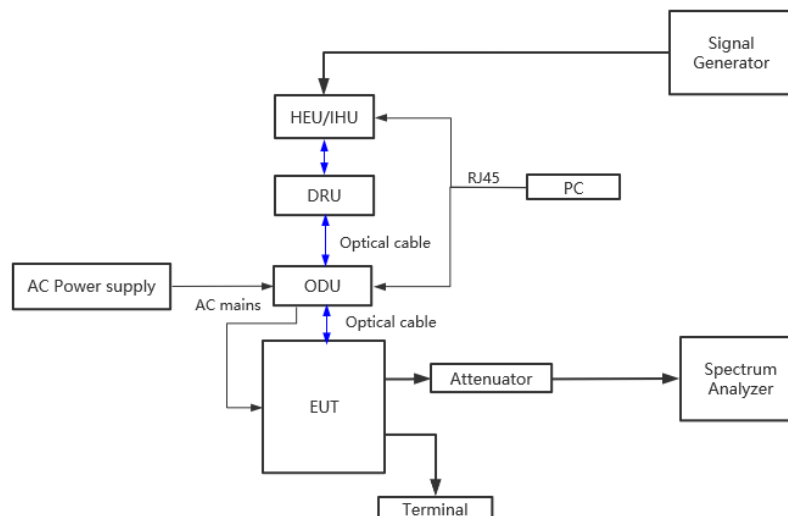 Signal
Generator
HEU/IHU
RJ45
PC
DRU
Optical cable
AC Power supply
ODU
AC mains
Optical cable
Attenuator
Spectrum
Analyzer
EUT
Terminal